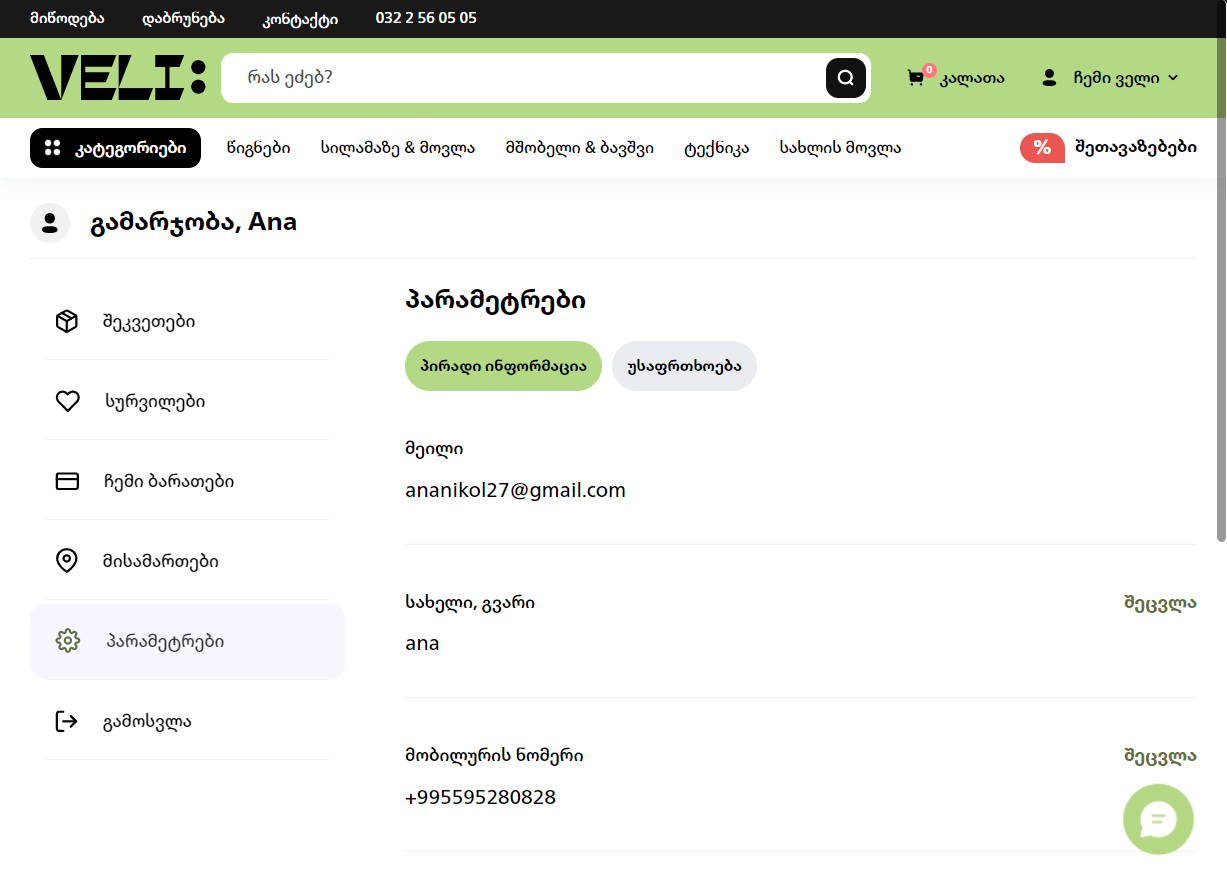 მიწოდება დაბრუნება კონტაქტი 032 2 56 05 05
VELI:
რას ეძებ?
0
კალათა
ჩემი ველი
კატეგორიები
წიგნები სილამაზე & მოვლა მშობელი & ბავშვი ტექნიკა სახლის მოვლა
% შეთავაზებები
გამარჯობა, Ana
შეკვეთები
სურვილები
ჩემი ბარათები
მისამართები
პარამეტრები
გამოსვლა
პარამეტრები
პირადი ინფორმაცია უსაფრთხოება
მეილი
ananikol27@gmail.com
სახელი, გვარი შეცვლა
ana
მობილურის ნომერი შეცვლა
+995595280828